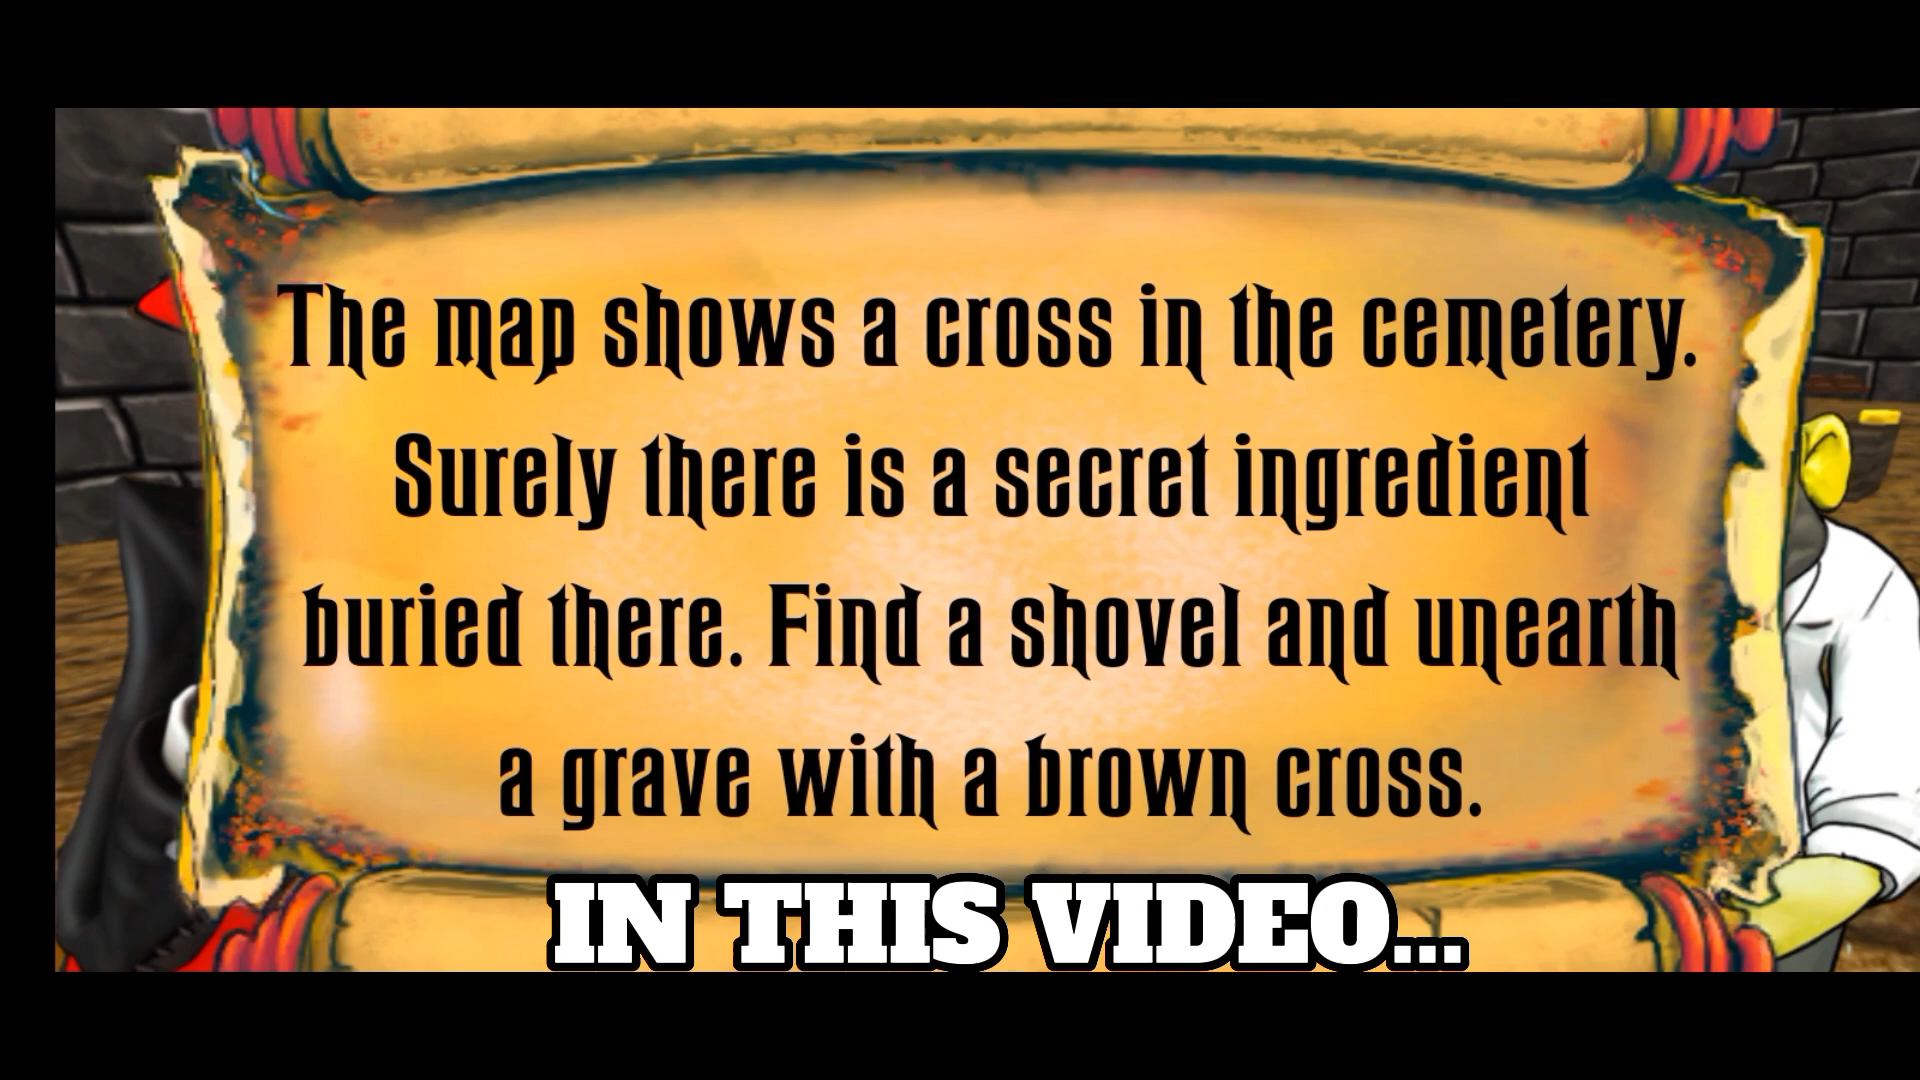 The map shows a cross in the cemetery.
Surely there is a secret ingredient
buried there. Find a shovel and unearth
a grave with a brown cross.
IN THIS VIDEO...